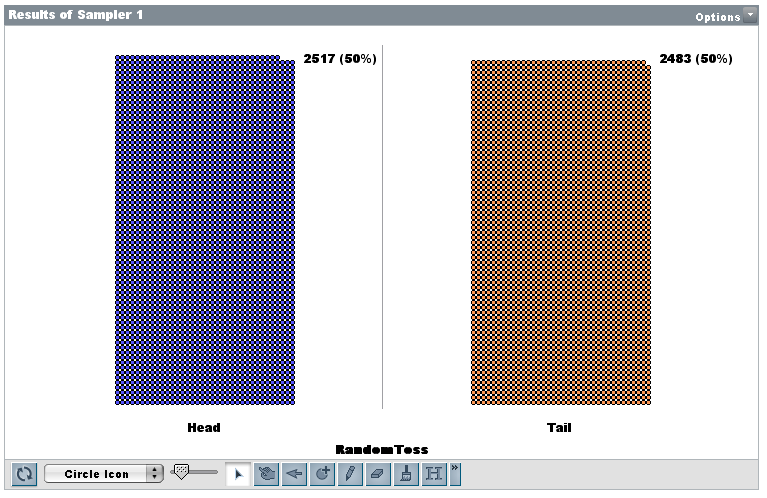 Results of Sampler 1
Options
2517 (50%)
2483 (50%)
Head
Tail
RandomToss
Circle Icon